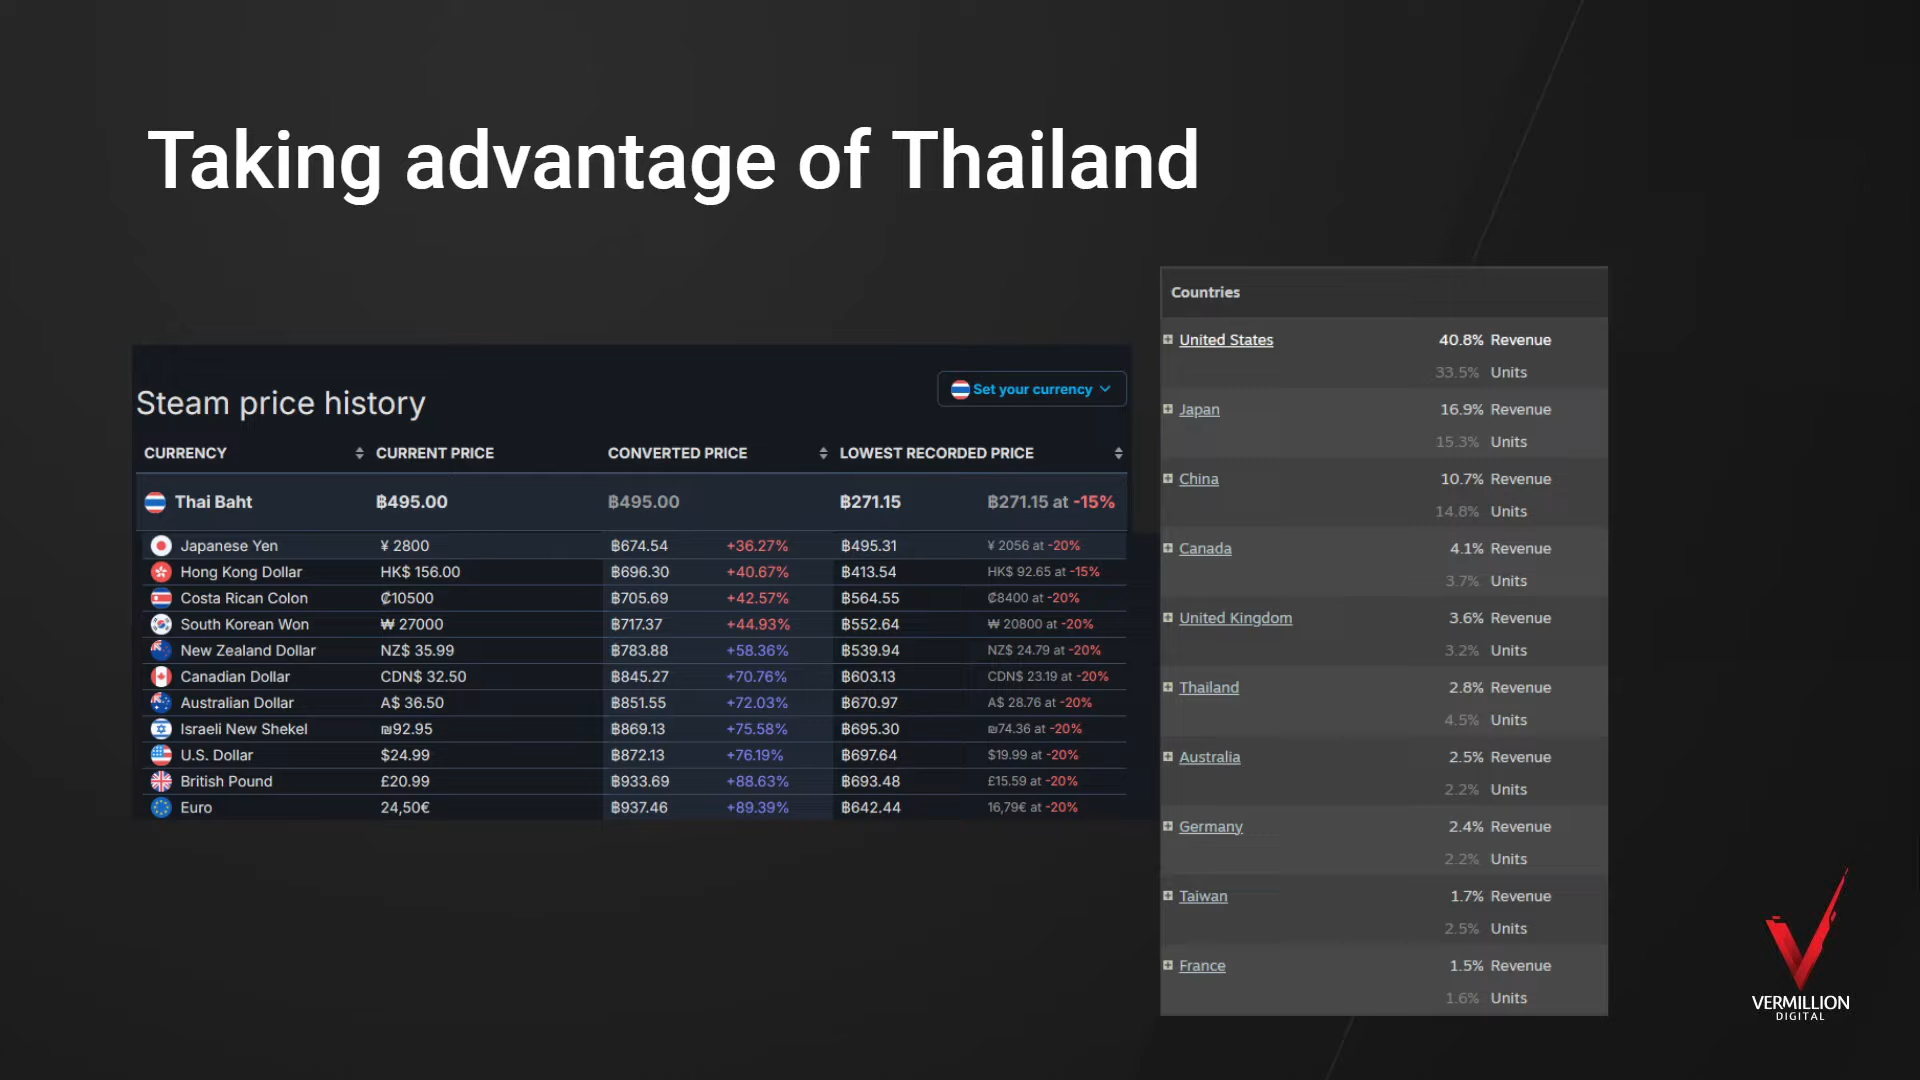 Taking advantage of Thailand
Steam price history
Set your currency
CURRENCY CURRENT PRICE CONVERTED PRICE LOWEST RECORDED PRICE
Thai Baht ฿495.00 ฿495.00 ฿271.15 ฿271.15 at -15%
Japanese Yen ¥ 2800 ฿674.54 +36.27% ฿495.31 ¥ 2056 at -20%
Hong Kong Dollar HK$ 156.00 ฿696.30 +40.67% ฿413.54 HK$ 92.65 at -15%
Costa Rican Colon ₡10500 ฿705.69 +42.57% ฿564.55 ₡8400 at -20%
South Korean Won ₩ 27000 ฿717.37 +44.93% ฿552.64 ₩ 20800 at -20%
New Zealand Dollar NZ$ 35.99 ฿783.88 +58.36% ฿539.94 NZ$ 24.79 at -20%
Canadian Dollar CDN$ 32.50 ฿845.27 +70.76% ฿603.13 CDN$ 23.19 at -20%
Australian Dollar A$ 36.50 ฿851.55 +72.03% ฿670.97 A$ 28.76 at -20%
Israeli New Shekel ₪92.95 ฿869.13 +75.58% ฿695.30 ₪74.36 at -20%
U.S. Dollar $24.99 ฿872.13 +76.19% ฿697.64 $19.99 at -20%
British Pound £20.99 ฿933.69 +88.63% ฿693.48 £15.59 at -20%
Euro 24,50€ ฿937.46 +89.39% ฿642.44 16,79€ at -20%
Countries
United States 40.8% Revenue
33.5% Units
Japan 16.9% Revenue
15.3% Units
China 10.7% Revenue
14.8% Units
Canada 4.1% Revenue
3.7% Units
United Kingdom 3.6% Revenue
3.2% Units
Thailand 2.8% Revenue
4.5% Units
Australia 2.5% Revenue
2.2% Units
Germany 2.4% Revenue
2.2% Units
Taiwan 1.7% Revenue
2.5% Units
France 1.5% Revenue
1.6% Units
VERMILLION
DIGITAL